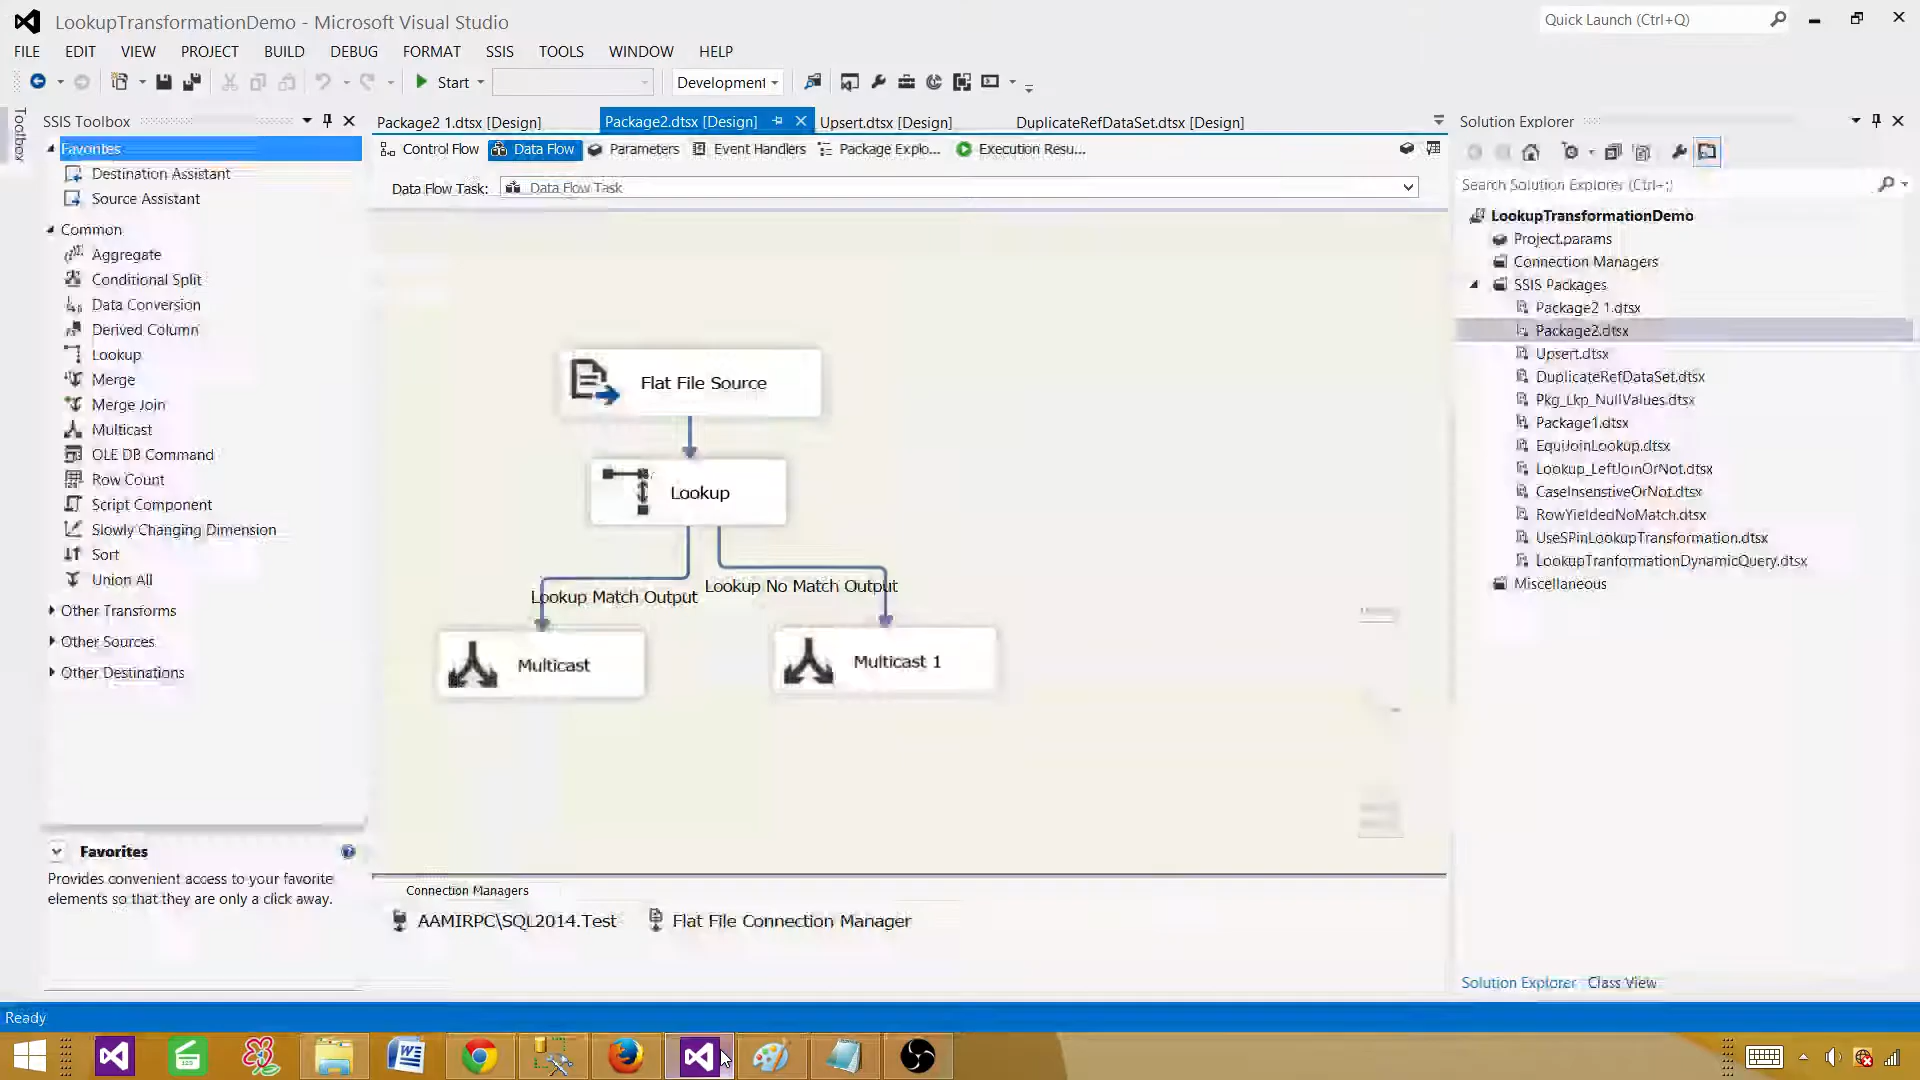 LookupTransformationDemo - Microsoft Visual Studio
Quick Launch (Ctrl+Q)
FILE EDIT VIEW PROJECT BUILD DEBUG FORMAT SSIS TOOLS WINDOW HELP
Start Development
Toolbox
SSIS Toolbox
Favorites
Destination Assistant
Source Assistant
Common
Aggregate
Conditional Split
Data Conversion
Derived Column
Lookup
Merge
Merge Join
Multicast
OLE DB Command
Row Count
Script Component
Slowly Changing Dimension
Sort
Union All
Other Transforms
Other Sources
Other Destinations
Favorites
Provides convenient access to your favorite
elements so that they are only a click away.
Package2 1.dtsx [Design] Package2.dtsx [Design] Upsert.dtsx [Design] DuplicateRefDataSet.dtsx [Design]
Control Flow Data Flow Parameters Event Handlers Package Explo... Execution Resu...
Data Flow Task: Data Flow Task
Flat File Source
Lookup
Lookup Match Output
Lookup No Match Output
Multicast
Multicast 1
Connection Managers
AAMIRPC\SQL2014.Test Flat File Connection Manager
Solution Explorer
Search Solution Explorer (Ctrl+;)
LookupTransformationDemo
Project.params
Connection Managers
SSIS Packages
Package2 1.dtsx
Package2.dtsx
Upsert.dtsx
DuplicateRefDataSet.dtsx
Pkg_Lkp_NullValues.dtsx
Package1.dtsx
EquiJoinLookup.dtsx
Lookup_LeftJoinOrNot.dtsx
CaseInsenstiveOrNot.dtsx
RowYieldedNoMatch.dtsx
UseSPinLookupTransformation.dtsx
LookupTranformationDynamicQuery.dtsx
Miscellaneous
Solution Explorer Class View
Ready